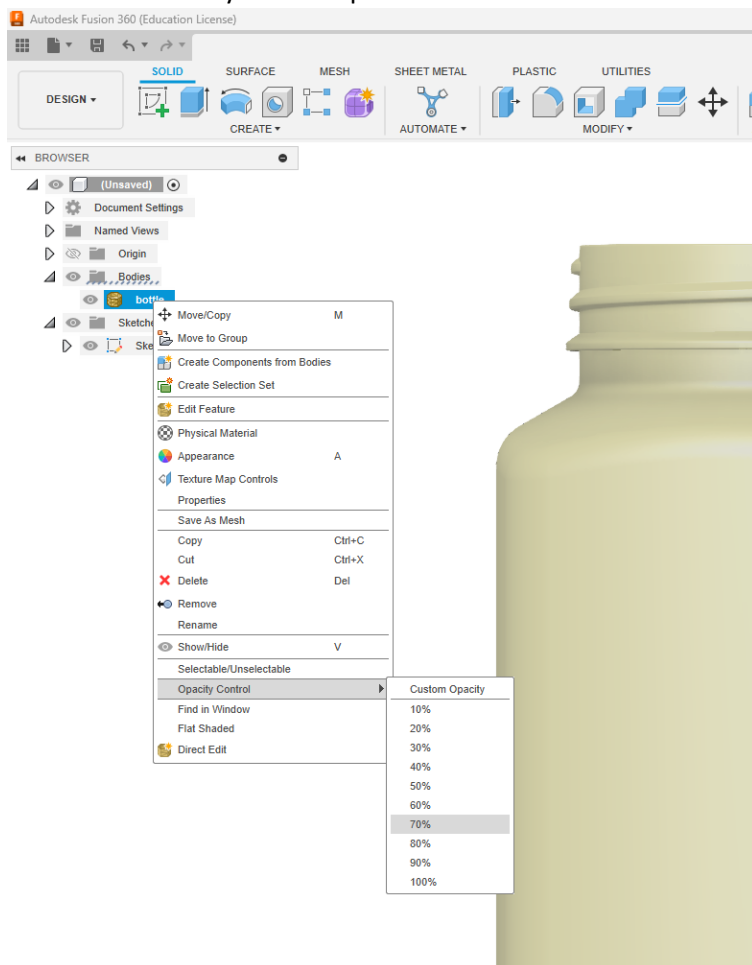 Autodesk Fusion 360 (Education License)
SOLID SURFACE MESH SHEET METAL PLASTIC UTILITIES
DESIGN
CREATE AUTOMATE MODIFY
BROWSER
(Unsaved)
Document Settings
Named Views
Origin
Bodies
bottle
Sketche
Ske
Move/Copy M
Move to Group
Create Components from Bodies
Create Selection Set
Edit Feature
Physical Material
Appearance A
Texture Map Controls
Properties
Save As Mesh
Copy Ctrl+C
Cut Ctrl+X
Delete Del
Remove
Rename
Show/Hide V
Selectable/Unselectable
Opacity Control
Find in Window
Flat Shaded
Direct Edit
Custom Opacity
10%
20%
30%
40%
50%
60%
70%
80%
90%
100%